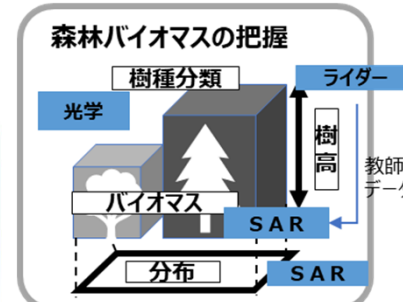 森林バイオマスの把握
樹種分類
ライダー
光学
樹高
教師
データ
バイオマス
SAR
分布
SAR